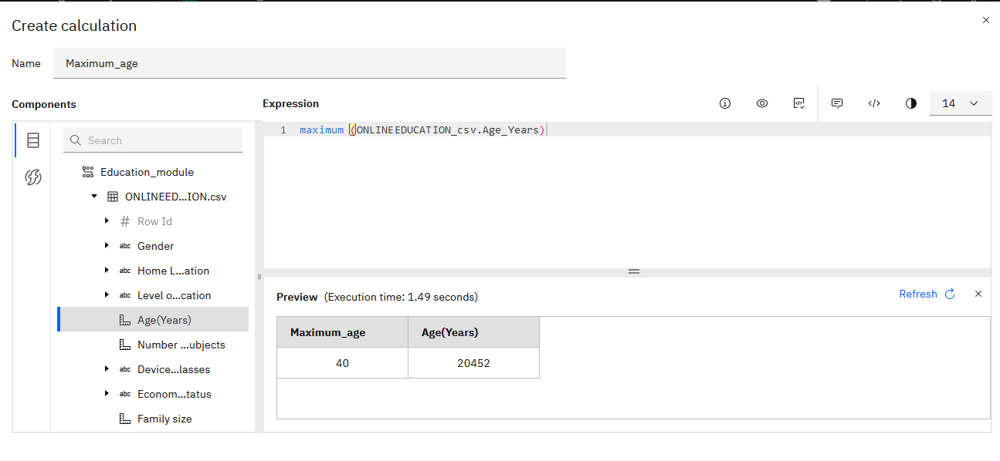 Create calculation
Name
Maximum_age
Components
Expression
14
1 maximum (ONLINEEDUCATION_csv.Age_Years)
Search
Education_module
ONLINEED...ION.csv
# Row Id
abc Gender
abc Home L...ation
abc Level o...cation
Age(Years)
Number ...ubjects
abc Device...lasses
abc Econom...tatus
Family size
Preview (Execution time: 1.49 seconds)
Refresh
Maximum_age Age(Years)
40 20452